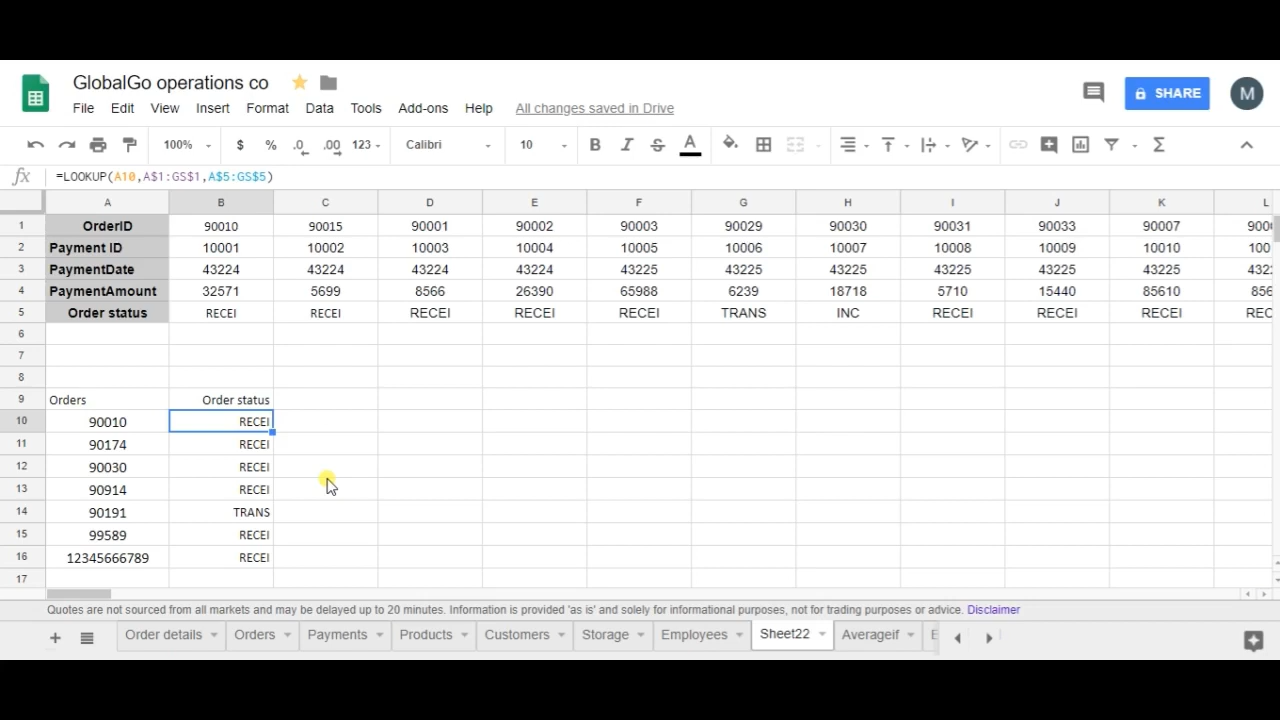 GlobalGo operations co
File Edit View Insert Format Data Tools Add-ons Help All changes saved in Drive
SHARE M
100% $ % .0 .00 123 Calibri 10 B I S A Σ
fx =LOOKUP(A10,A$1:GS$1,A$5:GS$5)
A B C D E F G H I J K L
1 OrderID 90010 90015 90001 90002 90003 90029 90030 90031 90033 90007
2 Payment ID 10001 10002 10003 10004 10005 10006 10007 10008 10009 10010
3 PaymentDate 43224 43224 43224 43224 43225 43225 43225 43225 43225 43225
4 PaymentAmount 32571 5699 8566 26390 65988 6239 18718 5710 15440 85610
5 Order status RECEI RECEI RECEI RECEI RECEI TRANS INC RECEI RECEI RECEI
6
7
8
9 Orders Order status
10 90010 RECEI
11 90174 RECEI
12 90030 RECEI
13 90914 RECEI
14 90191 TRANS
15 99589 RECEI
16 12345666789 RECEI
17
Quotes are not sourced from all markets and may be delayed up to 20 minutes. Information is provided 'as is' and solely for informational purposes, not for trading purposes or advice. Disclaimer
Order details Orders Payments Products Customers Storage Employees Sheet22 Averageif